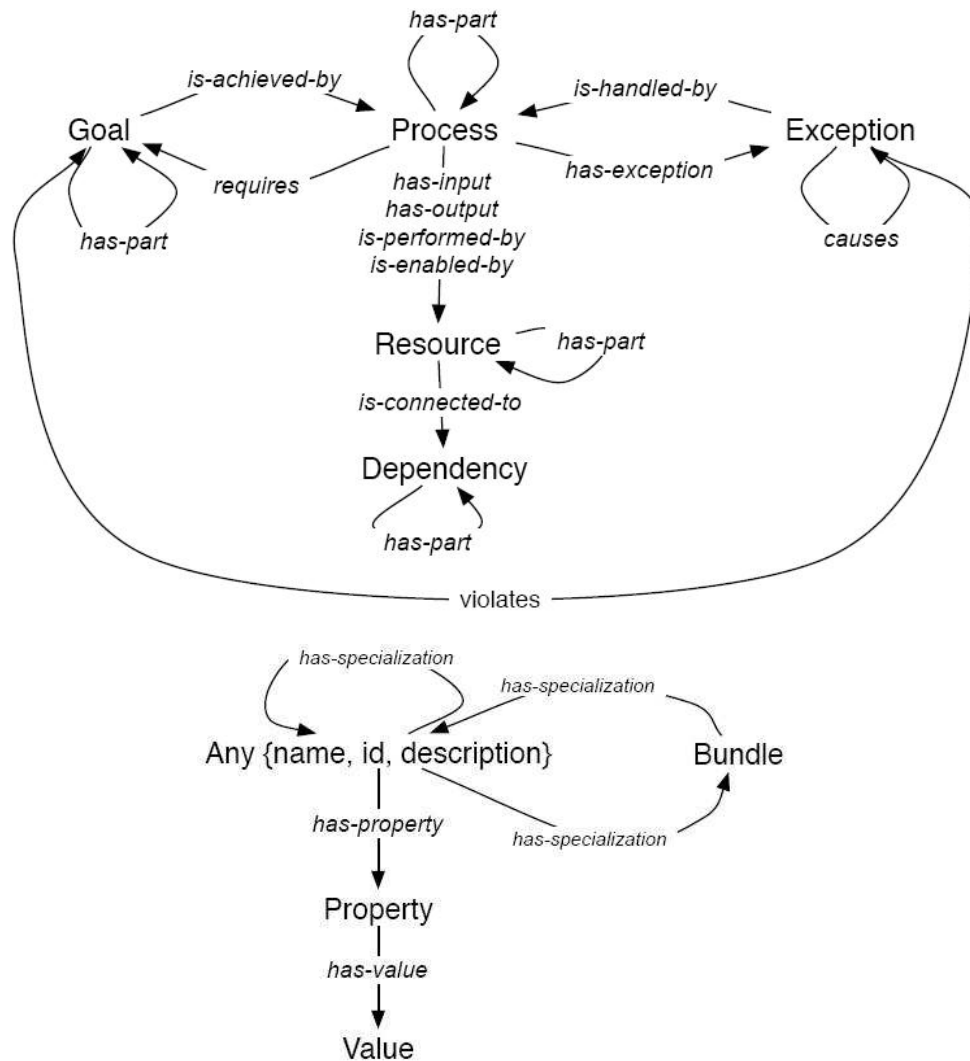 has-part
is-achieved-by
is-handled-by
Goal
Process
Exception
requires
has-input
has-exception
has-output
has-part
is-performed-by
causes
is-enabled-by
Resource
has-part
is-connected-to
Dependency
has-part
violates
has-specialization
has-specialization
Any {name, id, description}
Bundle
has-property
has-specialization
Property
has-value
Value